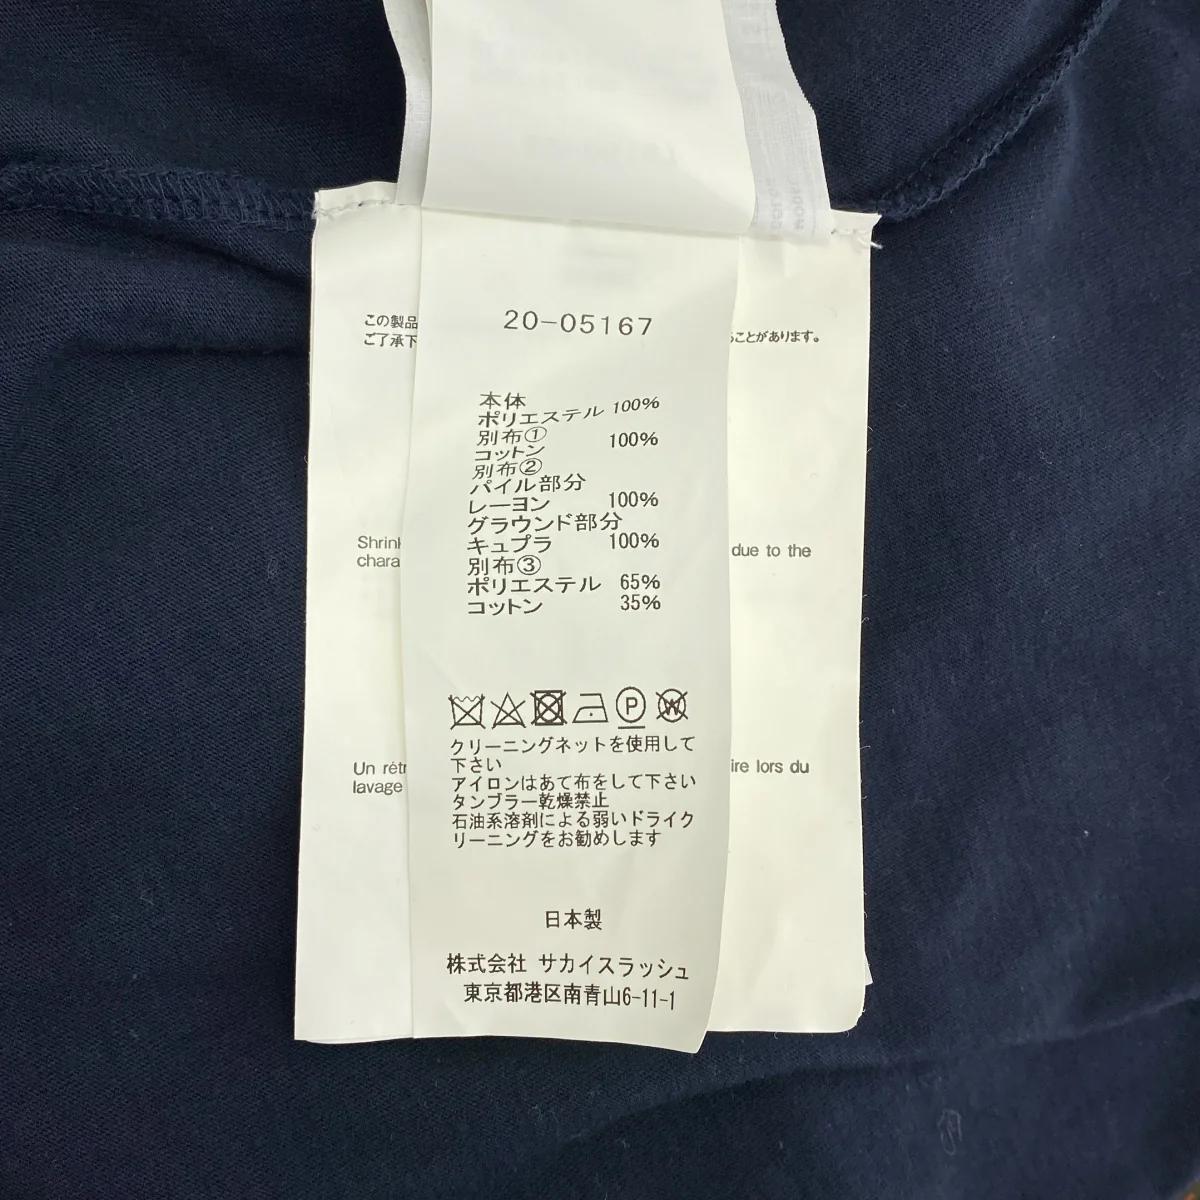 20-05167
この製品
ることがあります。
ご了承下
本体
ポリエステル 100%
別布① 100%
コットン
別布②
パイル部分
レーヨン 100%
グラウンド部分
キュプラ 100%
別布③
ポリエステル 65%
コットン 35%
Shrink
due to the
chara
P W
クリーニングネットを使用して
下さい
アイロンはあて布をして下さい
タンブラー乾燥禁止
石油系溶剤による弱いドライク
リーニングをお勧めします
Un rétr
ire lors du
lavage
日本製
株式会社 サカイスラッシュ
東京都港区南青山6-11-1